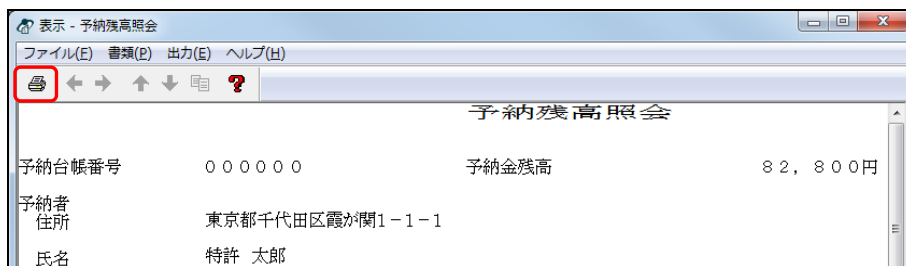 表示 - 予納残高照会
ファイル(F) 書類(P) 出力(E) ヘルプ(H)
予納残高照会
予納台帳番号 ００００００ 予納金残高 ８２，８００円
予納者
住所 東京都千代田区霞が関１－１－１
氏名 特許 太郎